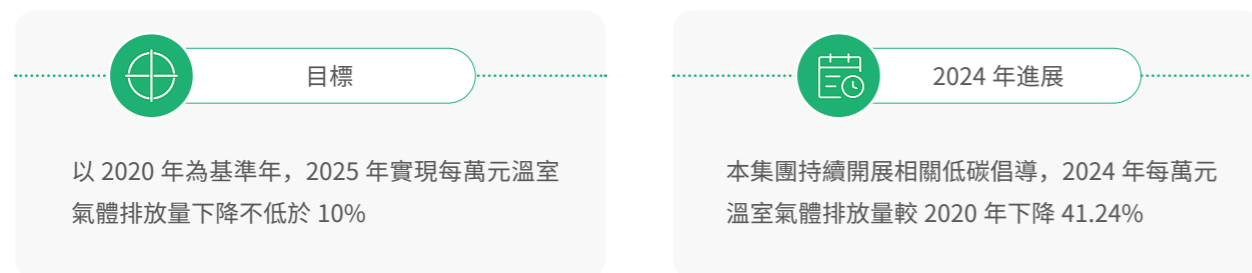 目標
以 2020 年為基準年，2025 年實現每萬元溫室
氣體排放量下降不低於 10%
2024 年進展
本集團持續開展相關低碳倡導，2024 年每萬元
溫室氣體排放量較 2020 年下降 41.24%